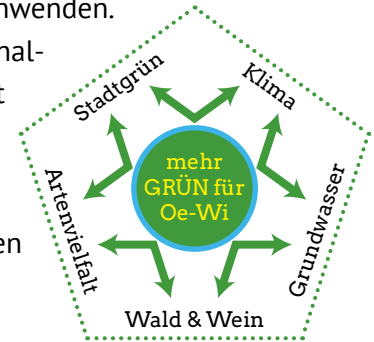 nwenden.
nal-
t
en
Stadtgrün
Klima
mehr
GRÜN für
Oe-Wi
Artenvielfalt
Grundwasser
Wald & Wein